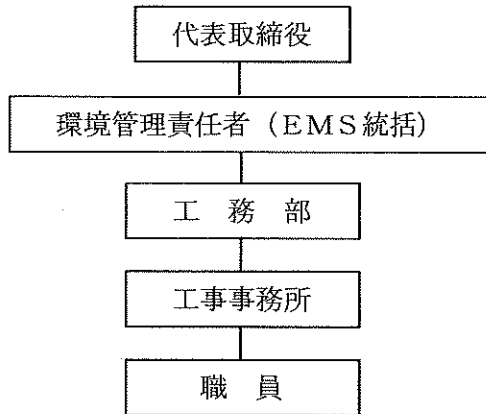 代表取締役
環境管理責任者（ＥＭＳ統括）
工　務　部
工事事務所
職　員